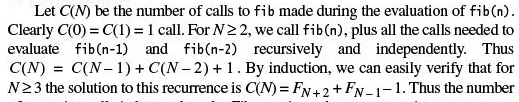 Let C(N) be the number of calls to fib made during the evaluation of fib(n).
Clearly C(0) = C(1) = 1 call. For N ≥ 2, we call fib(n), plus all the calls needed to
evaluate fib(n-1) and fib(n-2) recursively and independently. Thus
C(N) = C(N – 1) + C(N – 2) + 1. By induction, we can easily verify that for
N ≥ 3 the solution to this recurrence is C(N) = F_{N+2} + F_{N-1} – 1. Thus the number